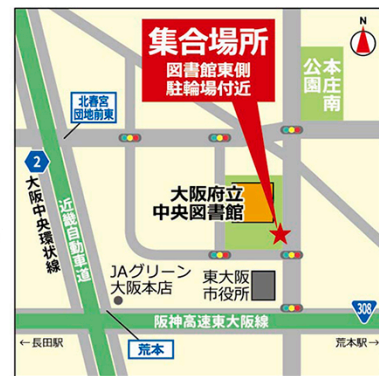 N
集合場所
図書館東側
駐輪場付近
本庄南
公園
北春宮
団地前東
2
大阪中央環状線
近畿自動車道
大阪府立
中央図書館
JAグリーン
大阪本店
東大阪
市役所
308
阪神高速東大阪線
←長田駅
荒本
荒本駅→